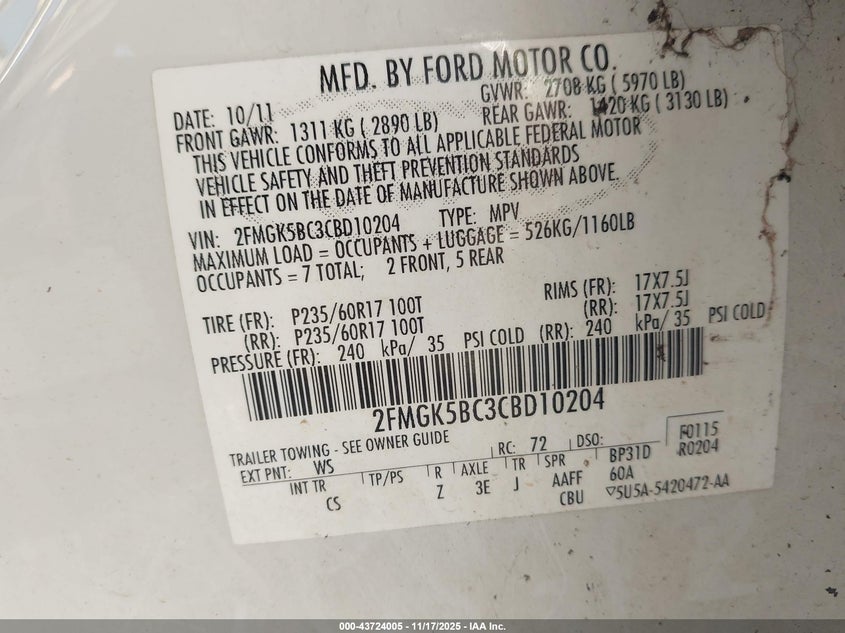 MFD. BY FORD MOTOR CO.
DATE: 10/11 GVWR: 2708 KG ( 5970 LB)
FRONT GAWR: 1311 KG ( 2890 LB) REAR GAWR: 1420 KG ( 3130 LB)
THIS VEHICLE CONFORMS TO ALL APPLICABLE FEDERAL MOTOR
VEHICLE SAFETY AND THEFT PREVENTION STANDARDS
IN EFFECT ON THE DATE OF MANUFACTURE SHOWN ABOVE.
VIN: 2FMGK5BC3CBD10204 TYPE: MPV
MAXIMUM LOAD = OCCUPANTS + LUGGAGE = 526KG/1160LB
OCCUPANTS = 7 TOTAL; 2 FRONT, 5 REAR
TIRE (FR): P235/60R17 100T RIMS (FR): 17X7.5J
(RR): P235/60R17 100T (RR): 17X7.5J
PRESSURE (FR): 240 kPa/ 35 PSI COLD (RR): 240 kPa/ 35 PSI COLD
2FMGK5BC3CBD10204
TRAILER TOWING - SEE OWNER GUIDE
F0115
R0204
EXT PNT: WS RC: 72 DSO:
INT TR TP/PS R AXLE TR SPR BP31D
CS Z 3E J AAFF 60A
CBU 5U5A-5420472-AA
000-43724005 - 11/17/2025 - IAA Inc.